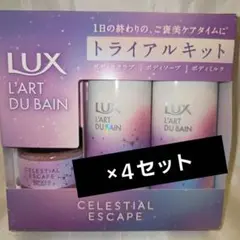 1日の終わりの、ご褒美ケアタイムに
トライアルキット
ボディソープ
ボディミルク
LUX
L'ART
DU BAIN
LUX
L'ART
DU BAIN
LUX
L'ART
DU BAIN
CELESTIAL
ESCAPE
×4セット
CELESTIAL
ESCAPE